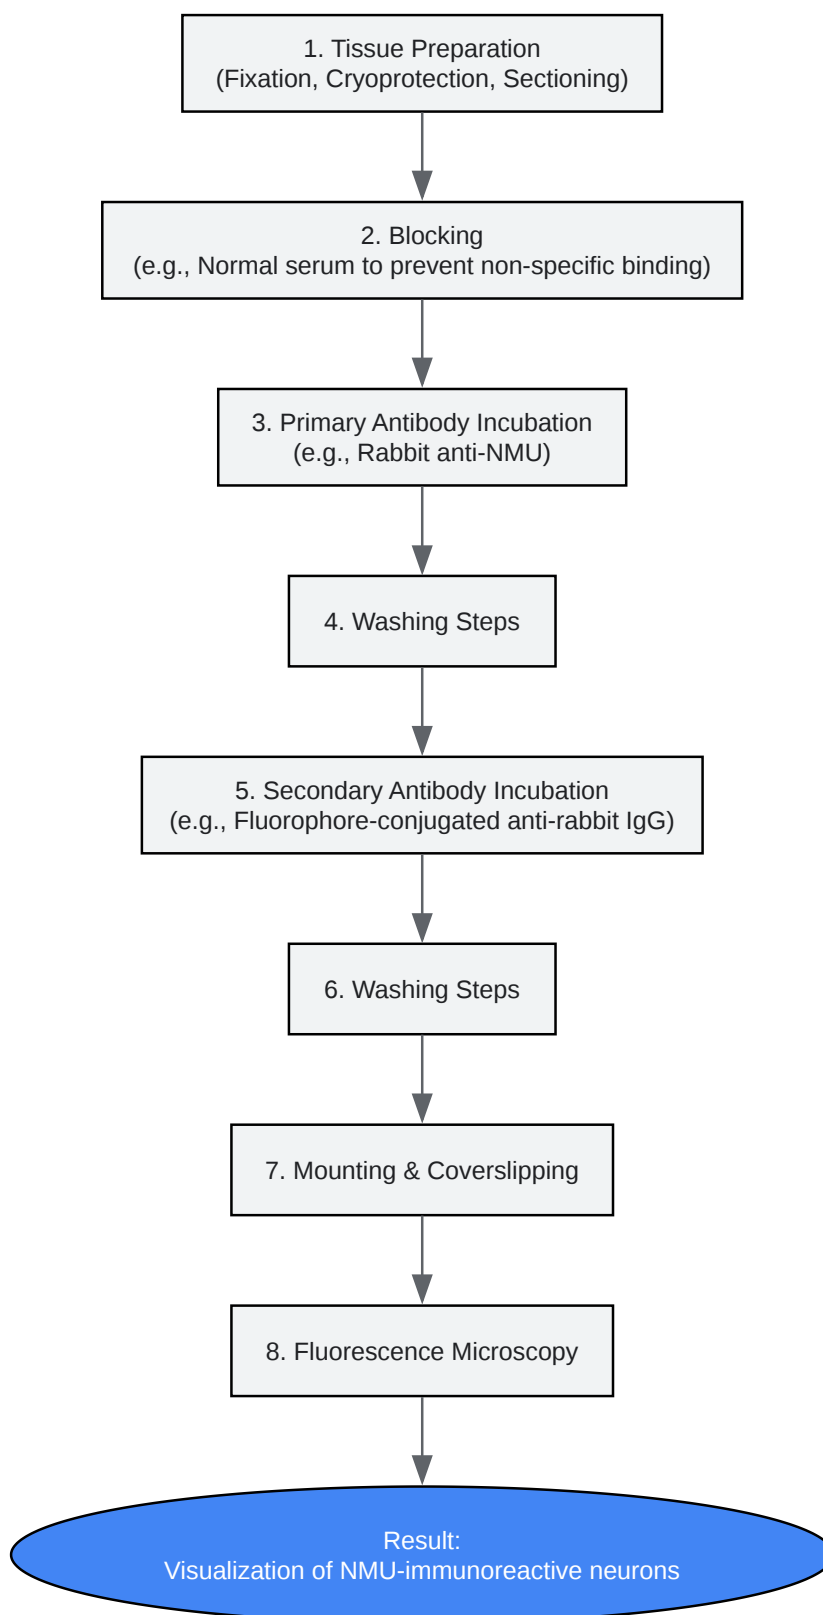 1. Tissue Preparation
(Fixation, Cryoprotection, Sectioning)
2. Blocking
(e.g., Normal serum to prevent non-specific binding)
3. Primary Antibody Incubation
(e.g., Rabbit anti-NMU)
4. Washing Steps
5. Secondary Antibody Incubation
(e.g., Fluorophore-conjugated anti-rabbit IgG)
6. Washing Steps
7. Mounting & Coverslipping
8. Fluorescence Microscopy
Result:
Visualization of NMU-immunoreactive neurons